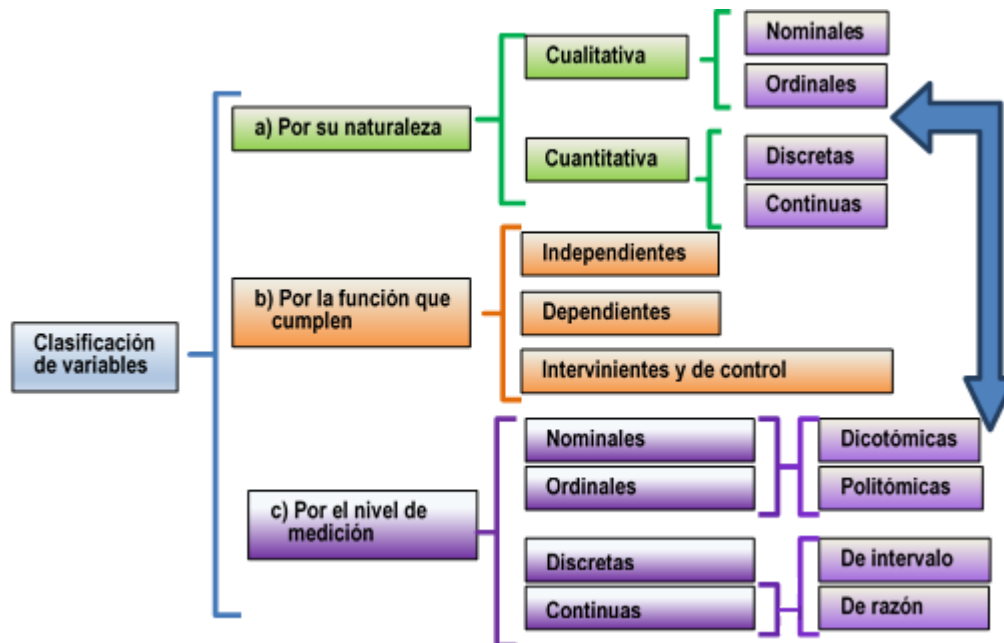 Clasificación
de variables
a) Por su naturaleza
Cualitativa
Nominales
Ordinales
Cuantitativa
Discretas
Continuas
b) Por la función que
cumplen
Independientes
Dependientes
Intervinientes y de control
c) Por el nivel de
medición
Nominales
Ordinales
Dicotómicas
Politómicas
Discretas
Continuas
De intervalo
De razón